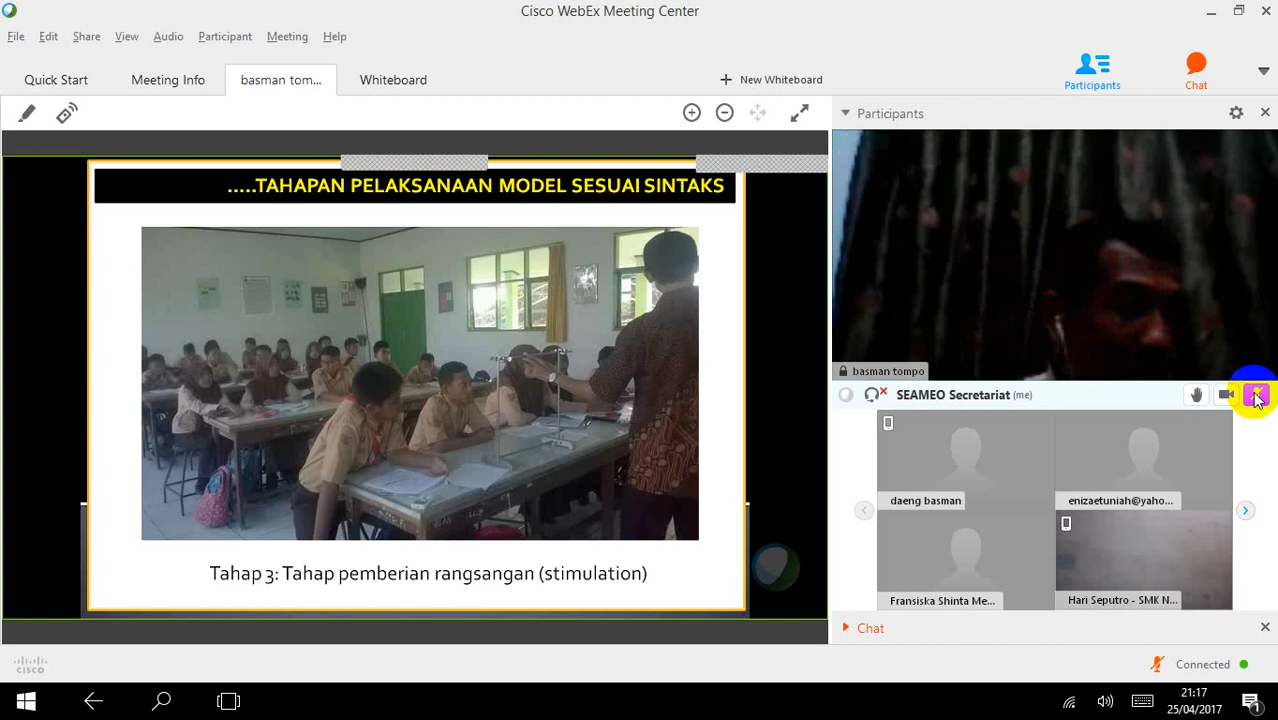 Cisco WebEx Meeting Center
File Edit Share View Audio Participant Meeting Help
Quick Start Meeting Info basman tom... Whiteboard New Whiteboard
Participants Chat
Participants
.....TAHAPAN PELAKSANAAN MODEL SESUAI SINTAKS
Tahap 3: Tahap pemberian rangsangan (stimulation)
basman tompo
SEAMEO Secretariat (me)
daeng basman
enizaetuniah@yaho...
Fransiska Shinta Me...
Hari Seputro - SMK N...
Chat
cisco
Connected
21:17
25/04/2017
1